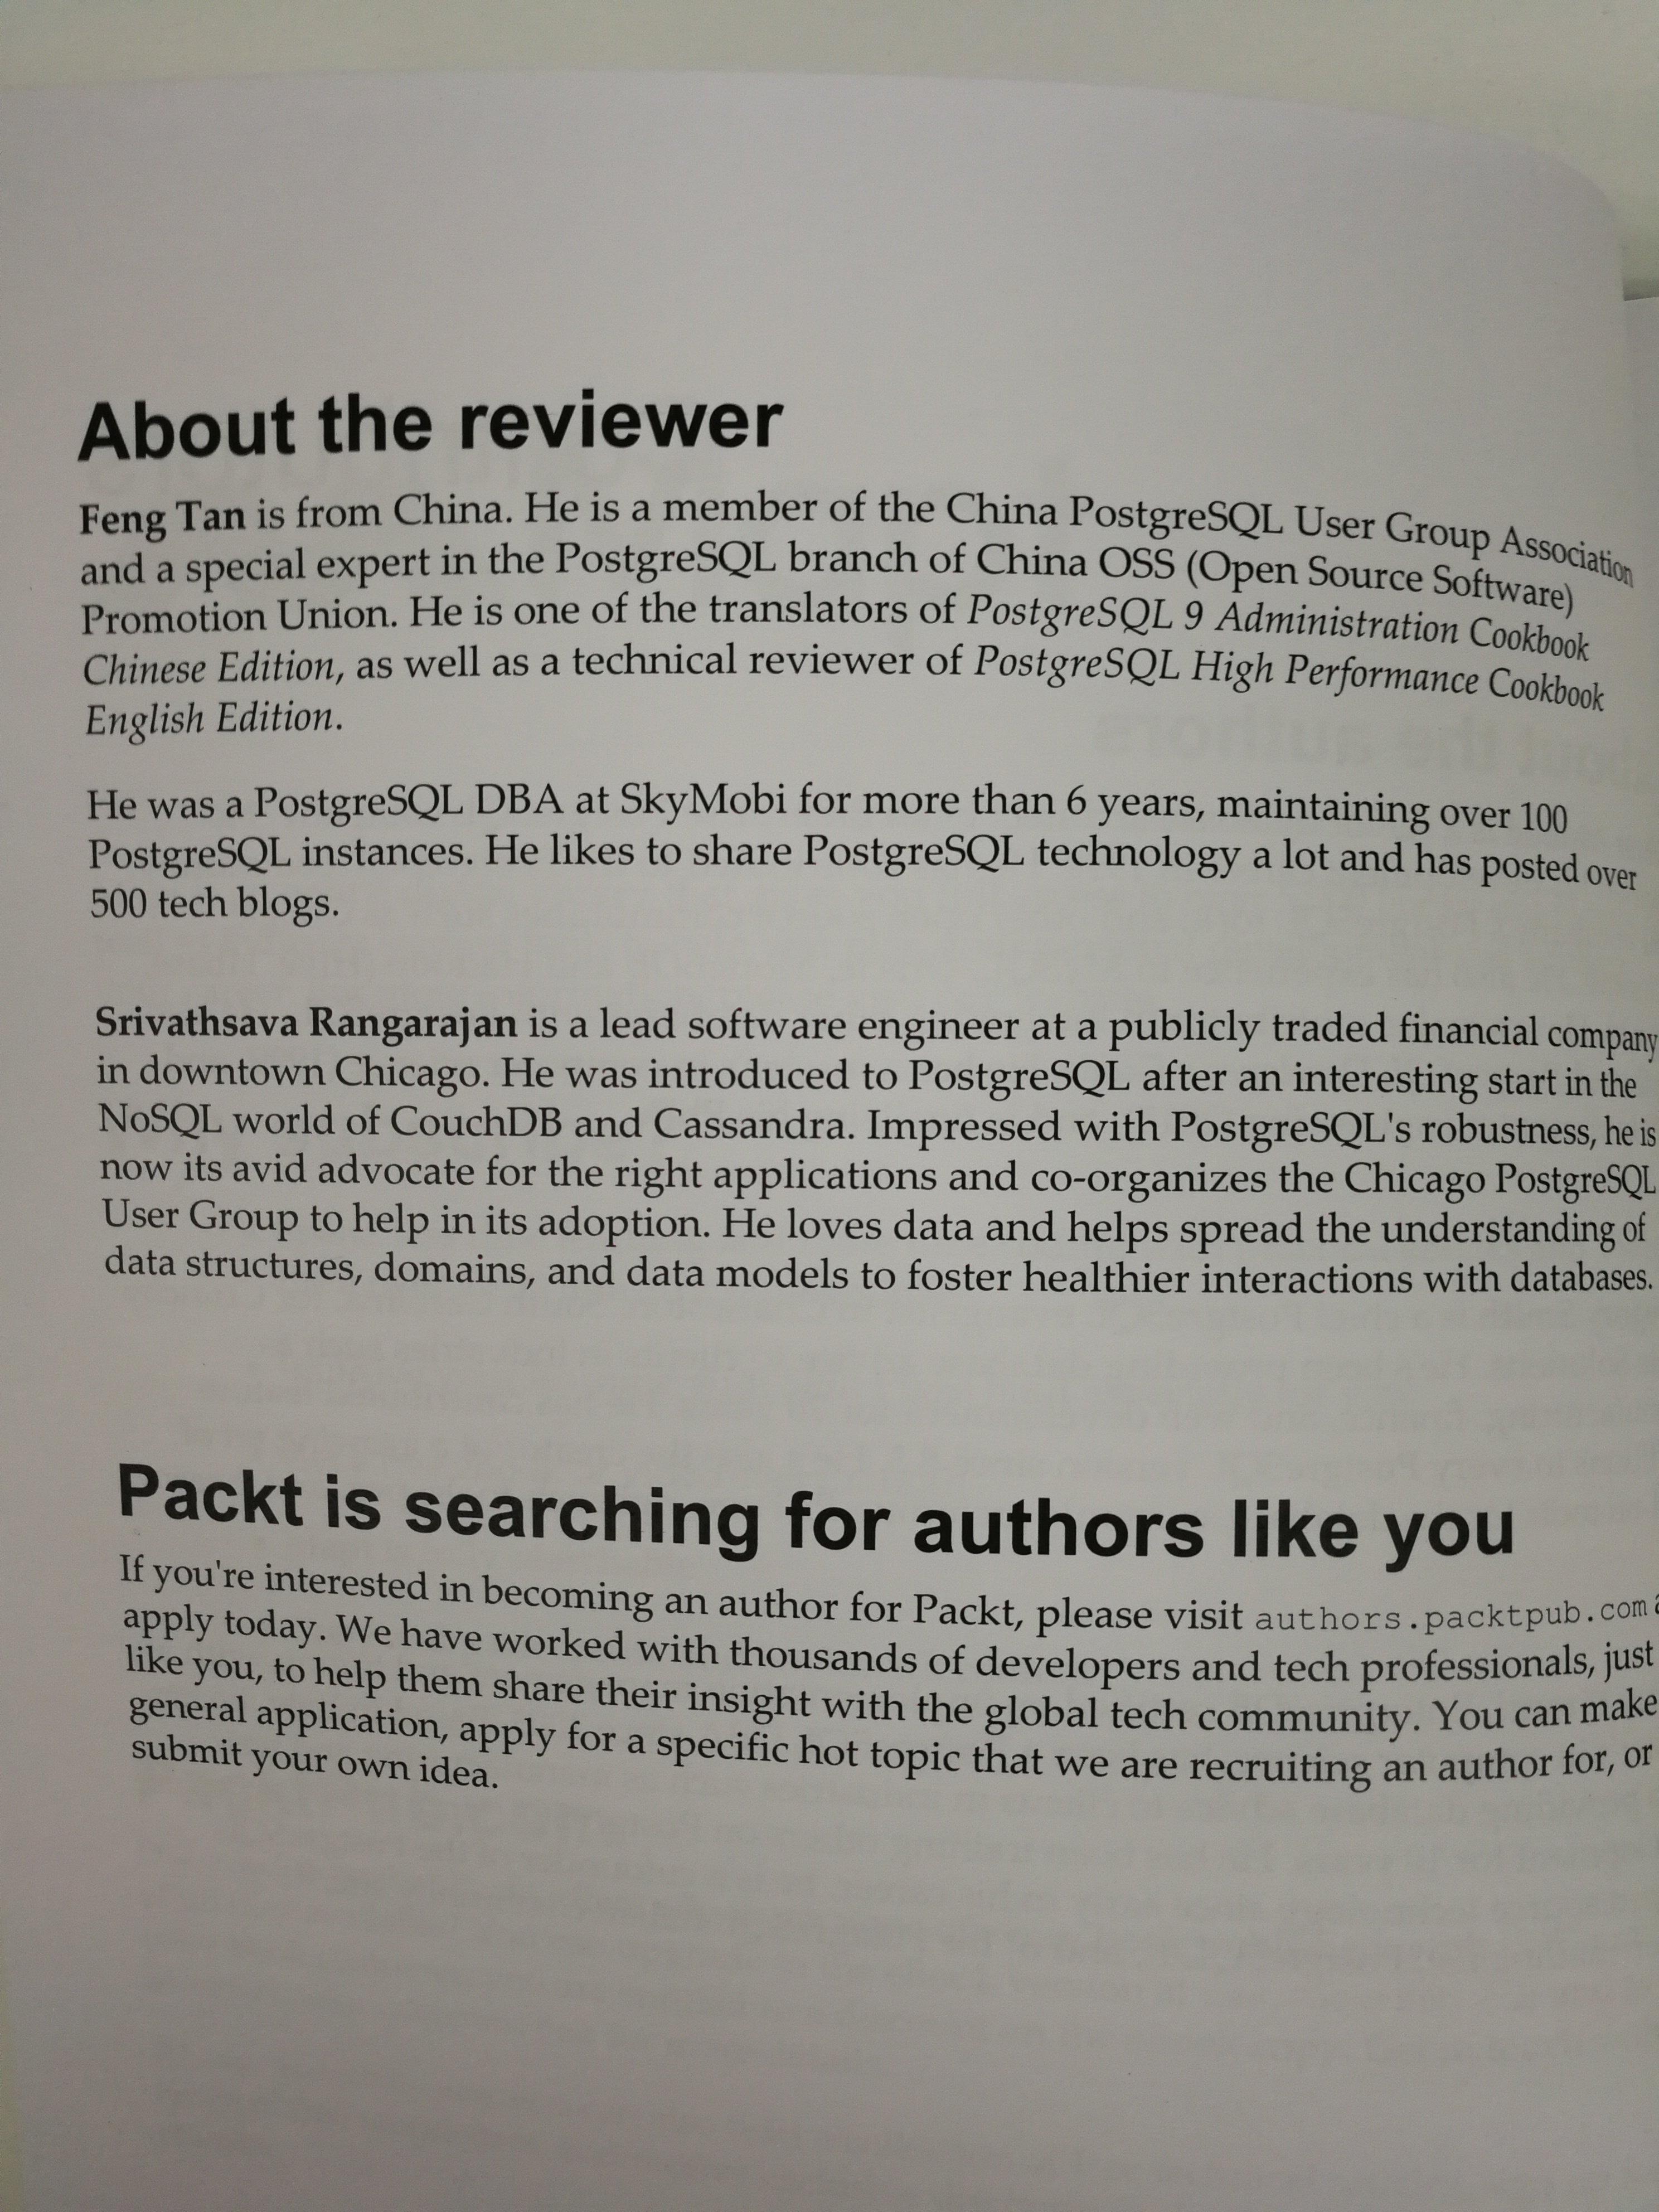 About the reviewer
Feng Tan is from China. He is a member of the China PostgreSQL User Group Association
and a special expert in the PostgreSQL branch of China OSS (Open Source Software)
Promotion Union. He is one of the translators of PostgreSQL 9 Administration Cookbook
Chinese Edition, as well as a technical reviewer of PostgreSQL High Performance Cookbook
English Edition.
He was a PostgreSQL DBA at SkyMobi for more than 6 years, maintaining over 100
PostgreSQL instances. He likes to share PostgreSQL technology a lot and has posted over
500 tech blogs.
Srivathsava Rangarajan is a lead software engineer at a publicly traded financial company
in downtown Chicago. He was introduced to PostgreSQL after an interesting start in the
NoSQL world of CouchDB and Cassandra. Impressed with PostgreSQL's robustness, he is
now its avid advocate for the right applications and co-organizes the Chicago PostgreSQL
User Group to help in its adoption. He loves data and helps spread the understanding of
data structures, domains, and data models to foster healthier interactions with databases.
Packt is searching for authors like you
If you're interested in becoming an author for Packt, please visit authors.packtpub.com
apply today. We have worked with thousands of developers and tech professionals, just
like you, to help them share their insight with the global tech community. You can make
general application, apply for a specific hot topic that we are recruiting an author for, or
submit your own idea.